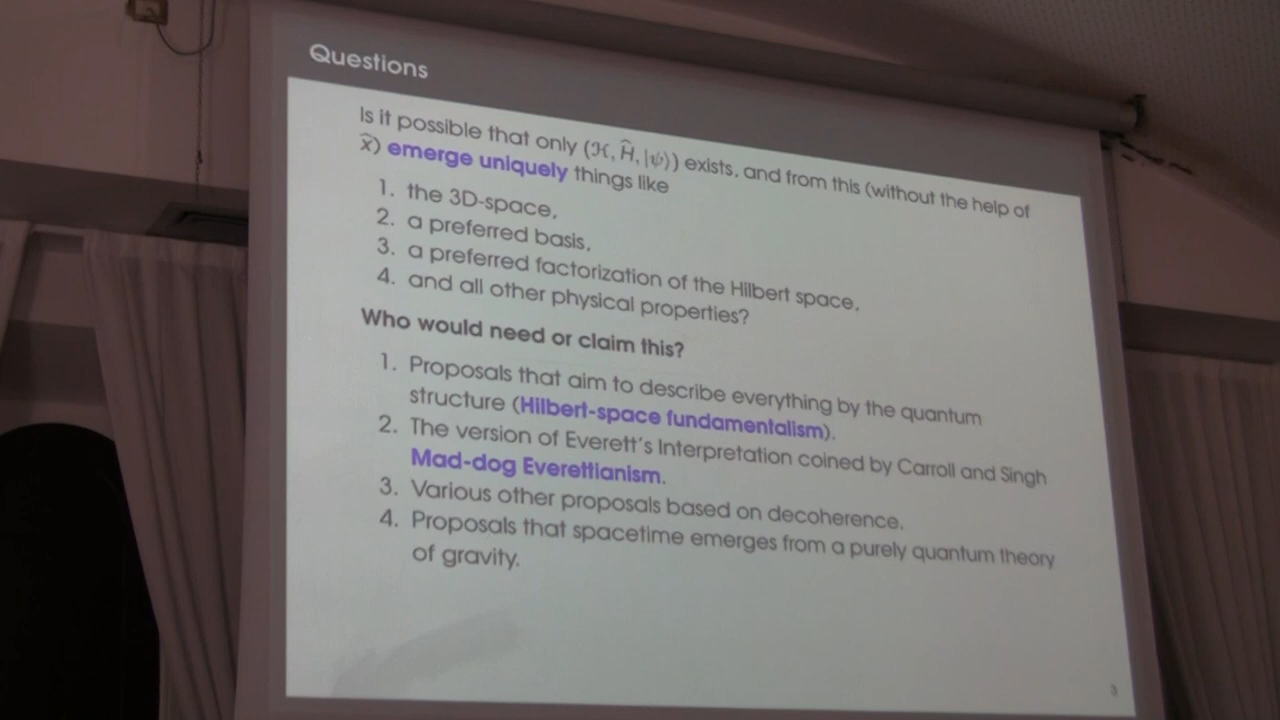 Questions
Is it possible that only (ℋ, Ĥ, |ψ⟩) exists, and from this (without the help of
x̂) emerge uniquely things like
1. the 3D-space,
2. a preferred basis,
3. a preferred factorization of the Hilbert space,
4. and all other physical properties?
Who would need or claim this?
1. Proposals that aim to describe everything by the quantum
structure (Hilbert-space fundamentalism).
2. The version of Everett's Interpretation coined by Carroll and Singh
Mad-dog Everettianism.
3. Various other proposals based on decoherence.
4. Proposals that spacetime emerges from a purely quantum theory
of gravity.
3